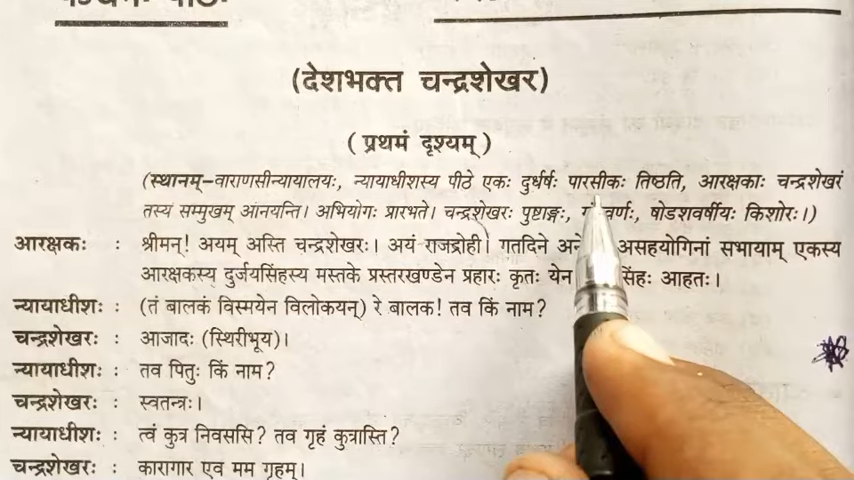 (देशभक्त चन्द्रशेखर)
(प्रथमं दृश्यम्)
(स्थानम्-वाराणसीन्यायालयः, न्यायाधीशस्य पीठे एकः दुर्धर्षः पारसीकः तिष्ठति, आरक्षकाः चन्द्रशेखरं
तस्य सम्मुखम् आनयन्ति। अभियोगः प्रारभते। चन्द्रशेखरः पुष्टाङ्गः, षोडशवर्षीयः किशोरः।)
आरक्षकः : श्रीमन्! अयम् अस्ति चन्द्रशेखरः। अयं राजद्रोही। गतदिने असहयोगिनां सभायाम् एकस्य
आरक्षकस्य दुर्जयसिंहस्य मस्तके प्रस्तरखण्डेन प्रहारः कृतः येन आहतः।
न्यायाधीशः : (तं बालकं विस्मयेन विलोकयन्) रे बालक! तव किं नाम?
चन्द्रशेखरः : आजादः (स्थिरीभूय)।
न्यायाधीशः : तव पितुः किं नाम?
चन्द्रशेखरः : स्वतन्त्रः।
न्यायाधीशः : त्वं कुत्र निवससि? तव गृहं कुत्रास्ति?
चन्द्रशेखरः : कारागार एव मम गृहम्।